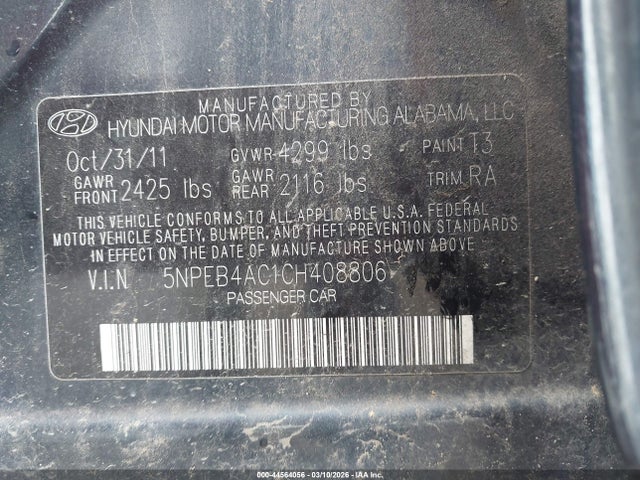 MANUFACTURED BY
HYUNDAI MOTOR MANUFACTURING ALABAMA, LLC
Oct/31/11 GVWR-4299 lbs PAINT T3
GAWR FRONT 2425 lbs GAWR REAR 2116 lbs TRIM RA
THIS VEHICLE CONFORMS TO ALL APPLICABLE U.S.A. FEDERAL
MOTOR VEHICLE SAFETY, BUMPER, AND THEFT PREVENTION STANDARDS
IN EFFECT ON THE DATE OF MANUFACTURE SHOWN ABOVE
V.I.N 5NPEB4AC1CH408806
PASSENGER CAR
000-44564056 - 03/10/2026 - IAA Inc.